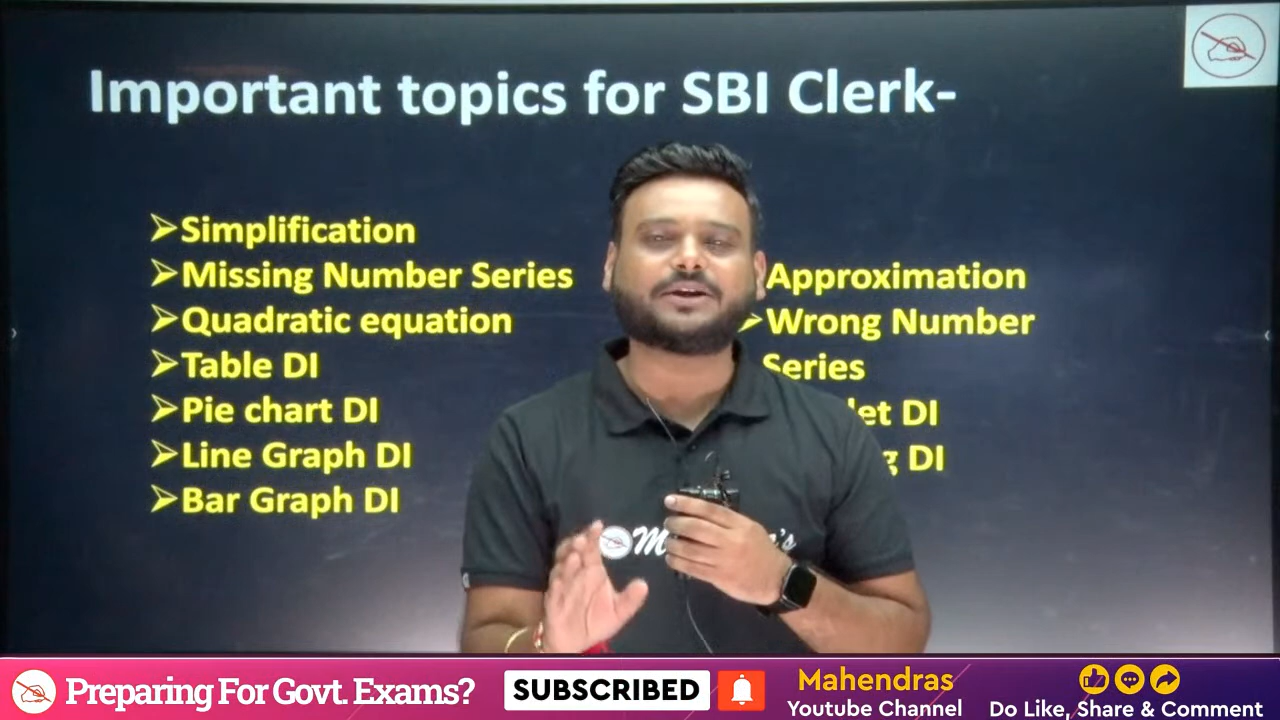 Important topics for SBI Clerk-
➢Simplification
➢Missing Number Series
➢Quadratic equation
➢Table DI
➢Pie chart DI
➢Line Graph DI
➢Bar Graph DI
Approximation
➢Wrong Number
Series
DI
DI
Preparing For Govt. Exams?
SUBSCRIBED
Mahendras
Youtube Channel
Do Like, Share & Comment